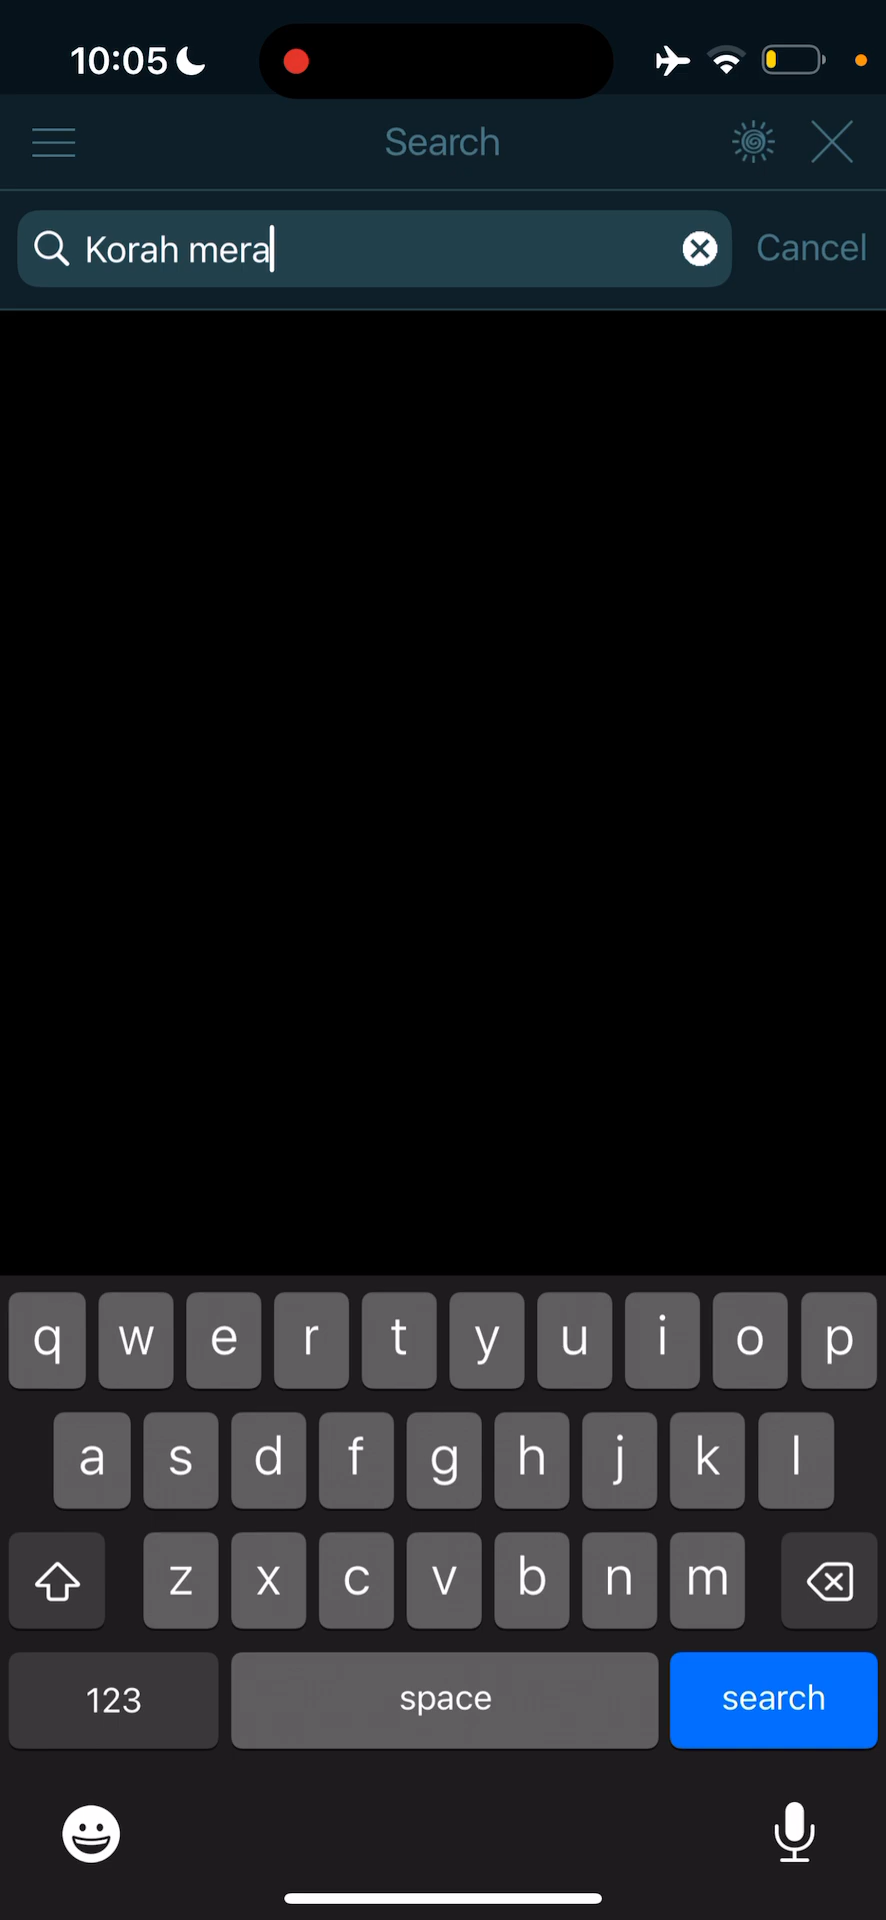 10:05
Search
Korah mera
Cancel
q w e r t y u i o p
a s d f g h j k l
z x c v b n m
123 space search